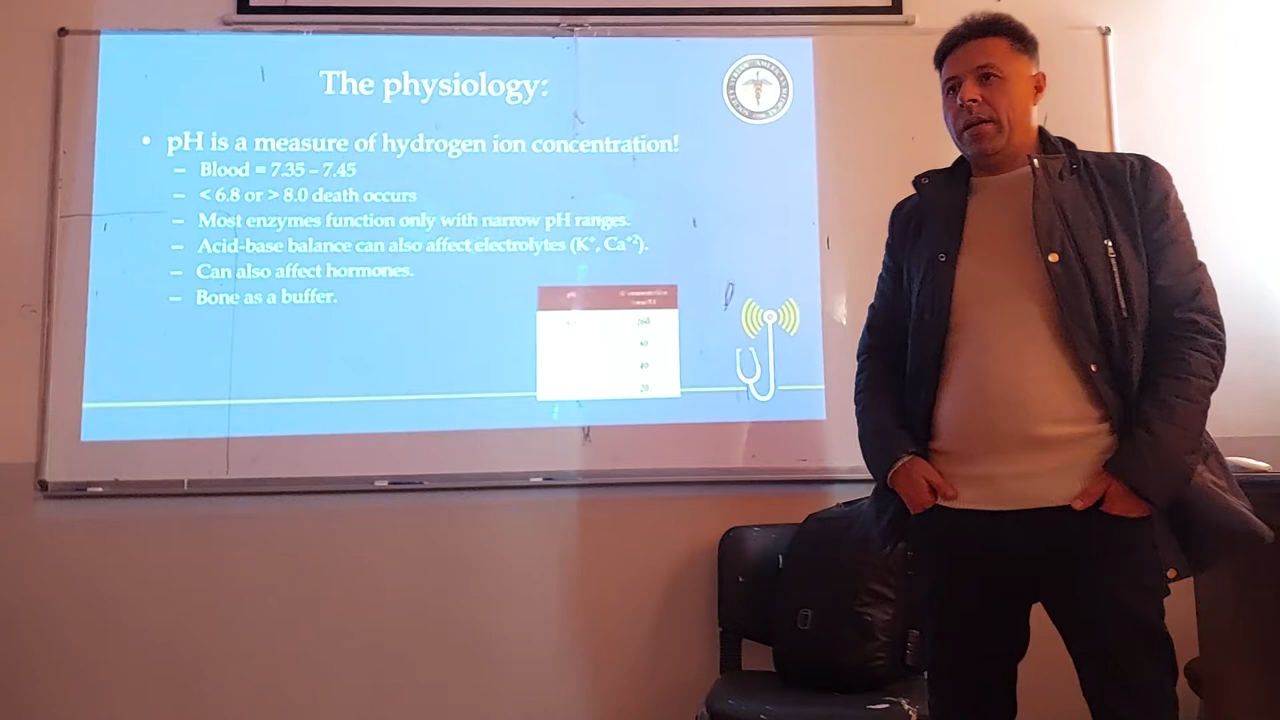 The physiology:
• pH is a measure of hydrogen ion concentration!
– Blood = 7.35 – 7.45
– < 6.8 or > 8.0 death occurs
– Most enzymes function only with narrow pH ranges.
– Acid-base balance can also affect electrolytes (K⁺, Ca⁺²).
– Can also affect hormones.
– Bone as a buffer.
pH
160
40
20